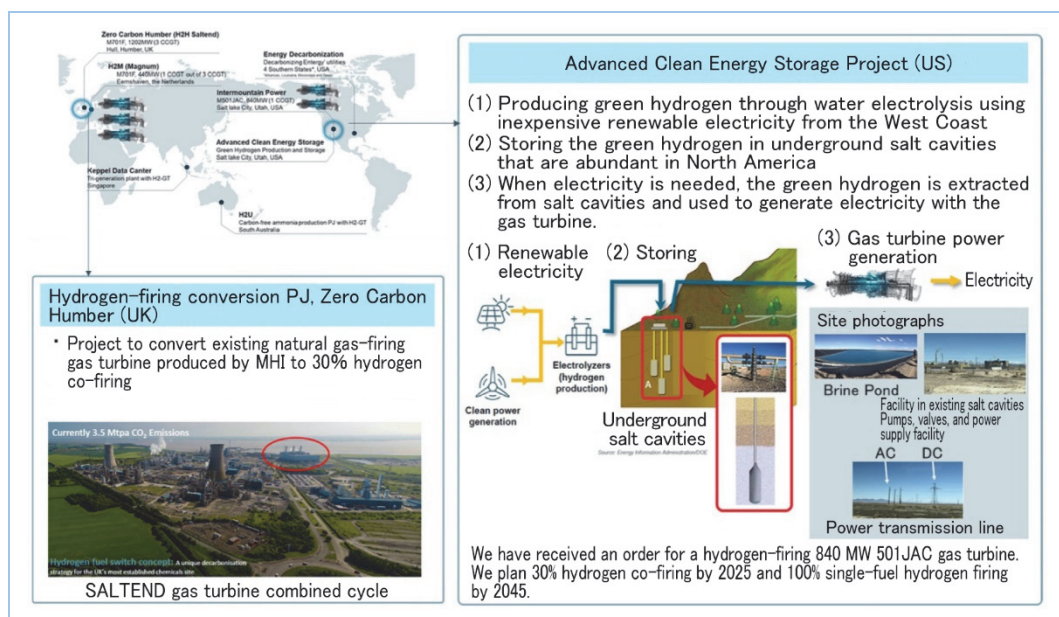 Zero Carbon Humber (H2H Saltend)
M701F, 1200MW (3 CCGT)
Hull, Humber, UK
H2M (Magnum)
M701F, 440MW (1 CCGT out of 3 CCGT)
Eemshaven, the Netherlands
Energy Decarbonization
Decarbonizing Entergy' utilities
4 Southern States*, USA
Intermountain Power
M501JAC, 840MW (1 CCGT)
Salt lake City, Utah, USA
Advanced Clean Energy Storage
Green Hydrogen Production and Storage
Salt lake City, Utah, USA
Keppel Data Canter
Tri-generation plant with H2-GT
Singapore
H2U
Carbon-free ammonia production PJ with H2-GT
South Australia
Hydrogen-firing conversion PJ, Zero Carbon
Humber (UK)
・Project to convert existing natural gas-firing
gas turbine produced by MHI to 30% hydrogen
co-firing
Currently 3.5 Mtpa CO₂ Emissions
Hydrogen fuel switch concept: A unique decarbonisation
strategy for the UK's most established chemicals site
SALTEND gas turbine combined cycle
Advanced Clean Energy Storage Project (US)
(1) Producing green hydrogen through water electrolysis using
inexpensive renewable electricity from the West Coast
(2) Storing the green hydrogen in underground salt cavities
that are abundant in North America
(3) When electricity is needed, the green hydrogen is extracted
from salt cavities and used to generate electricity with the
gas turbine.
(1) Renewable
electricity
(2) Storing
(3) Gas turbine power
generation
Electricity
Electrolyzers
(hydrogen
production)
Clean power
generation
A
Underground
salt cavities
Source: Energy Information Administration/DOE
Site photographs
Brine Pond
Facility in existing salt cavities
Pumps, valves, and power
supply facility
AC DC
Power transmission line
We have received an order for a hydrogen-firing 840 MW 501JAC gas turbine.
We plan 30% hydrogen co-firing by 2025 and 100% single-fuel hydrogen firing
by 2045.